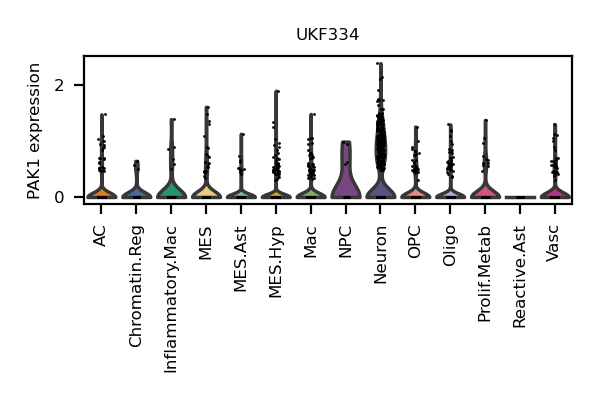 UKF334
PAK1 expression
2
0
AC
Chromatin.Reg
Inflammatory.Mac
MES
MES.Ast
MES.Hyp
Mac
NPC
Neuron
OPC
Oligo
Prolif.Metab
Reactive.Ast
Vasc